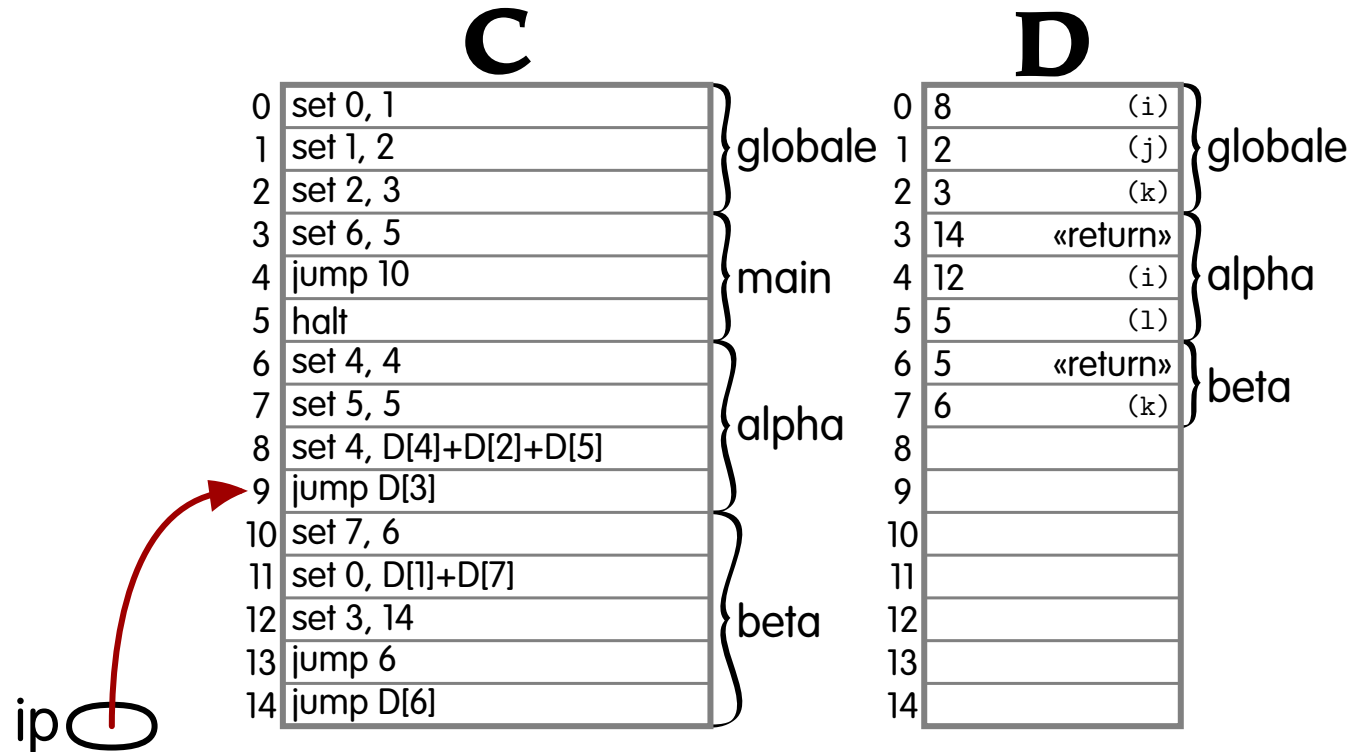 C D
0 set 0, 1
1 set 1, 2
2 set 2, 3
globale
3 set 6, 5
4 jump 10
5 halt
main
6 set 4, 4
7 set 5, 5
8 set 4, D[4]+D[2]+D[5]
9 jump D[3]
alpha
10 set 7, 6
11 set 0, D[1]+D[7]
12 set 3, 14
13 jump 6
14 jump D[6]
beta
0 8 (i)
1 2 (j)
2 3 (k)
globale
3 14 «return»
4 12 (i)
5 5 (l)
alpha
6 5 «return»
7 6 (k)
beta
8
9
10
11
12
13
14
ip